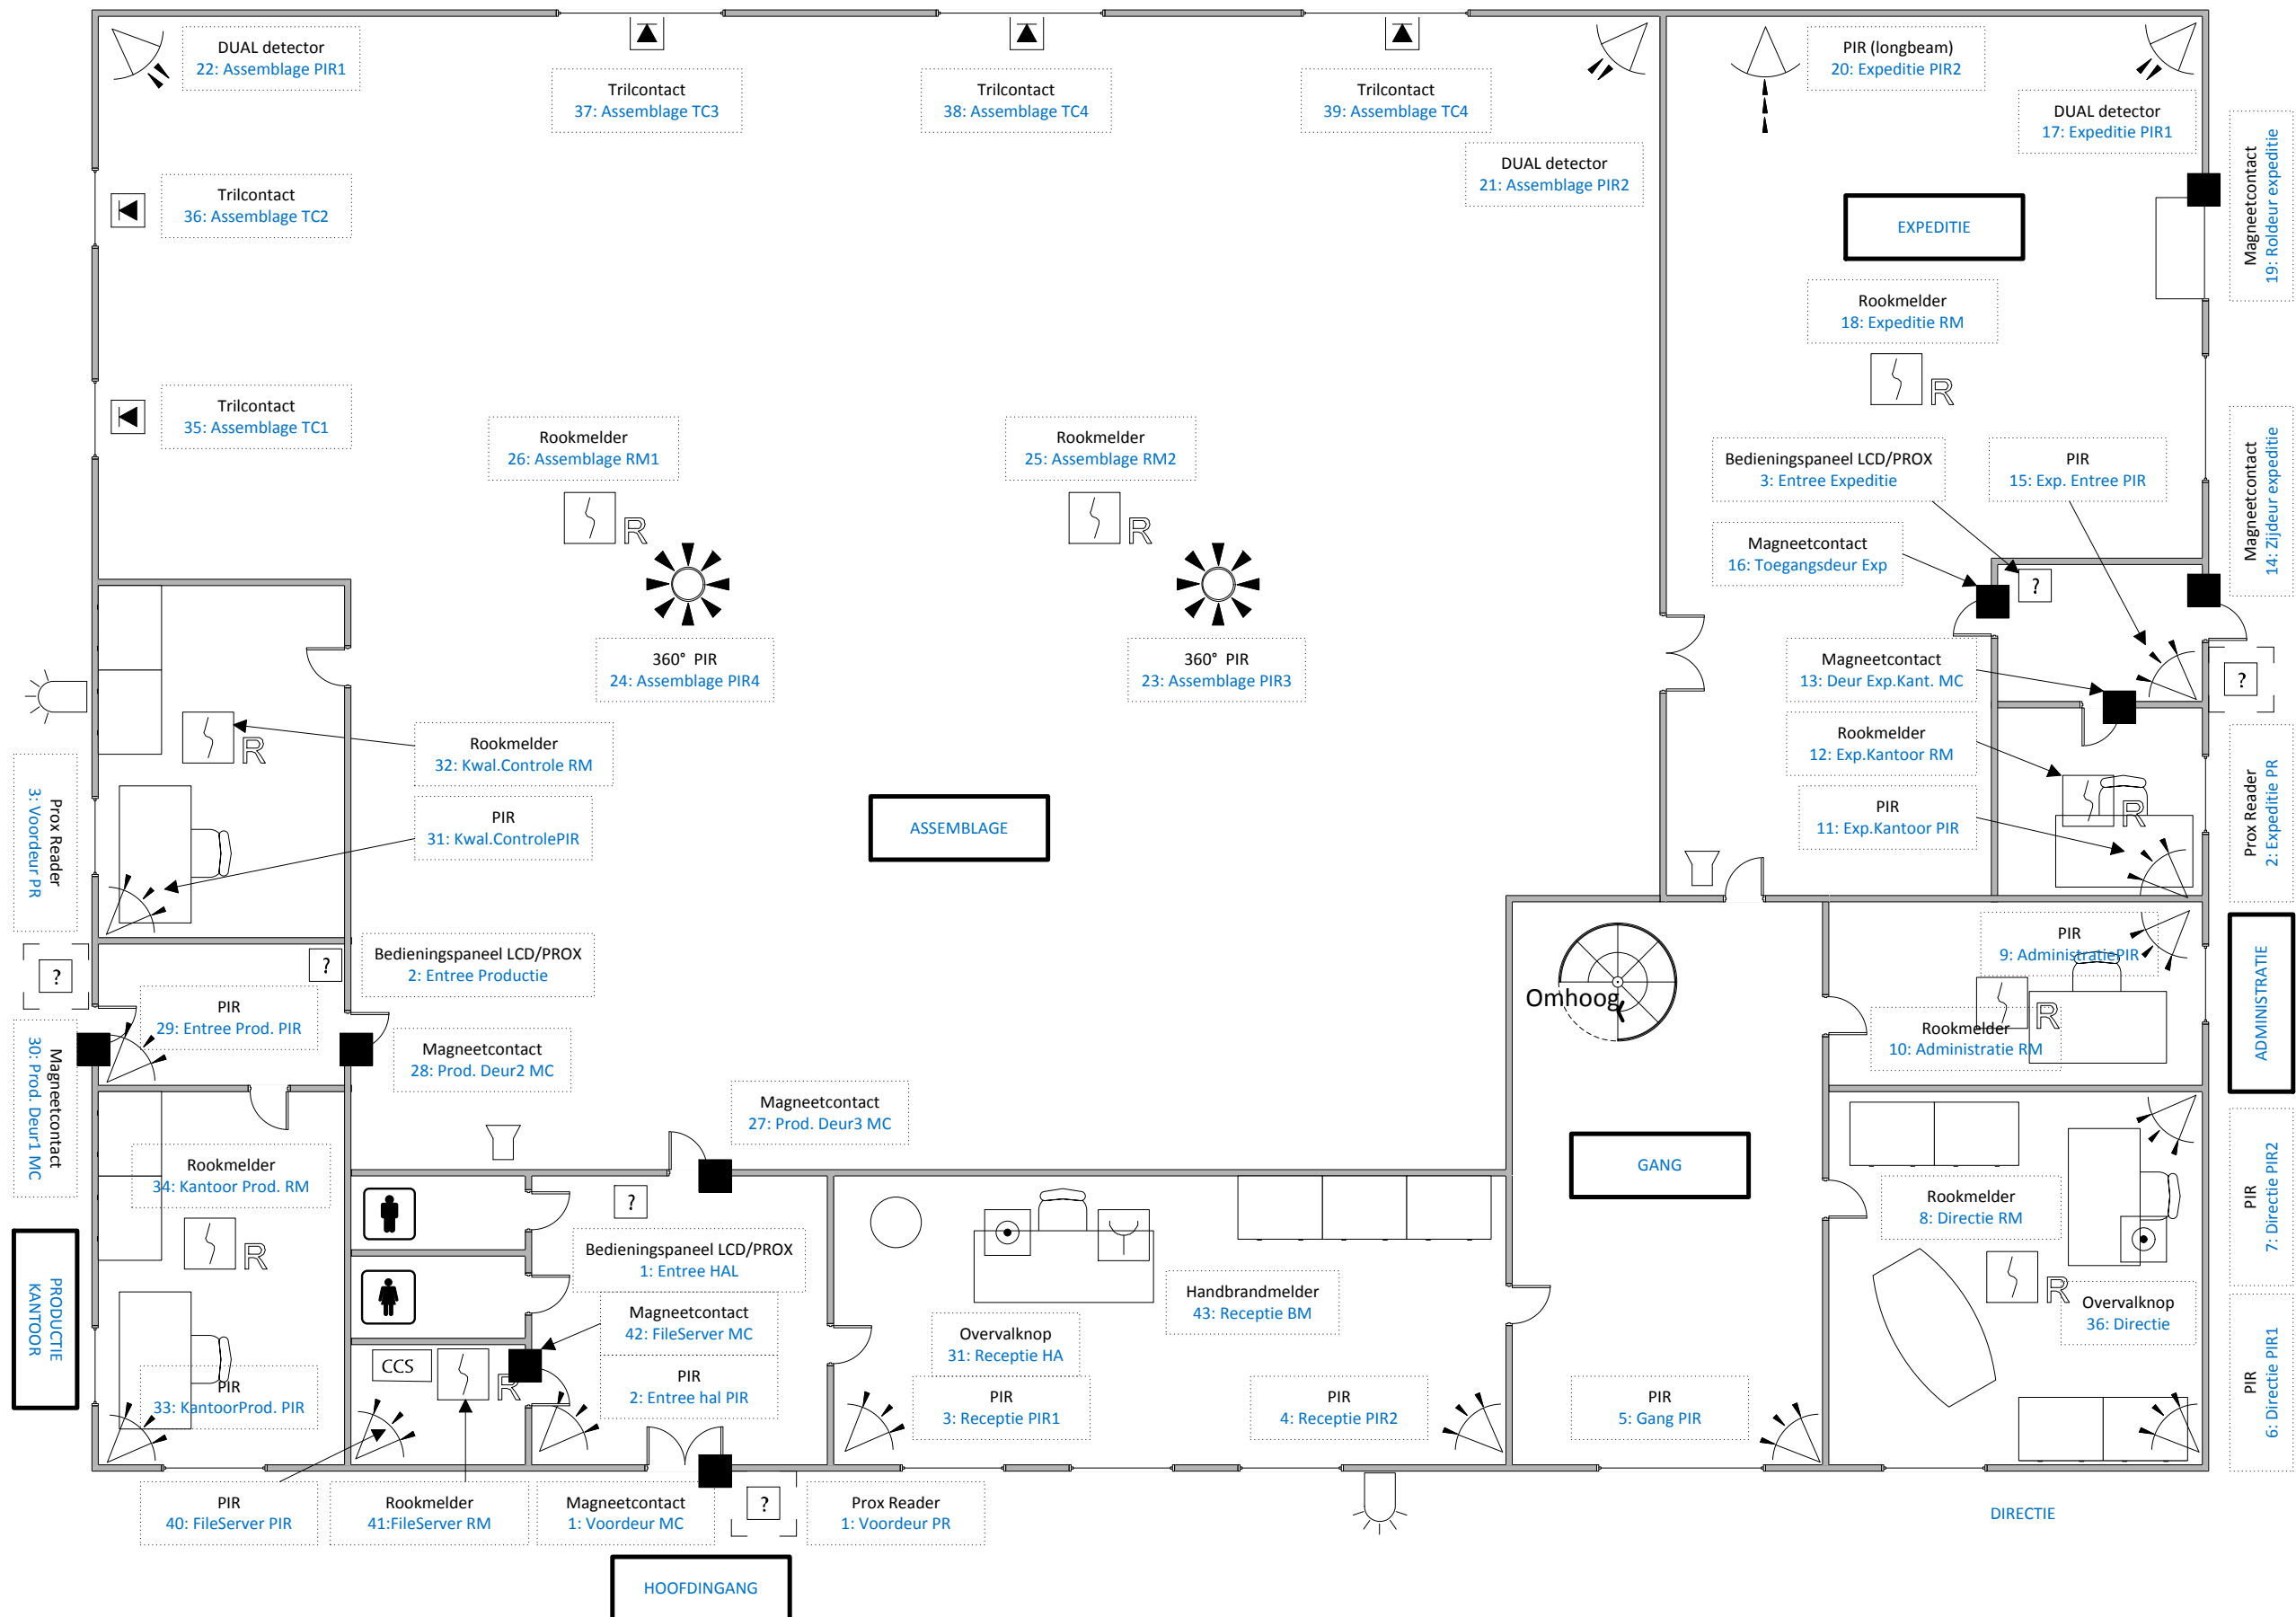 DUAL detector
22: Assemblage PIR1
Trilcontact
37: Assemblage TC3
Trilcontact
38: Assemblage TC4
Trilcontact
39: Assemblage TC4
DUAL detector
21: Assemblage PIR2
PIR (longbeam)
20: Expeditie PIR2
DUAL detector
17: Expeditie PIR1
Magneetcontact
19: Roldeur expeditie
Trilcontact
36: Assemblage TC2
EXPEDITIE
Rookmelder
18: Expeditie RM
R
Trilcontact
35: Assemblage TC1
Rookmelder
26: Assemblage RM1
R
Rookmelder
25: Assemblage RM2
R
Bedieningspaneel LCD/PROX
3: Entree Expeditie
PIR
15: Exp. Entree PIR
Magneetcontact
14: Zijdeur expeditie
Magneetcontact
16: Toegangsdeur Exp
?
360° PIR
24: Assemblage PIR4
360° PIR
23: Assemblage PIR3
Magneetcontact
13: Deur Exp.Kant. MC
?
R
Rookmelder
32: Kwal.Controle RM
Rookmelder
12: Exp.Kantoor RM
R
PIR
31: Kwal.ControlePIR
ASSEMBLAGE
PIR
11: Exp.Kantoor PIR
Prox Reader
3: Voordeur PR
Prox Reader
2: Expeditie PR
?
?
Bedieningspaneel LCD/PROX
2: Entree Productie
PIR
29: Entree Prod. PIR
Magneetcontact
28: Prod. Deur2 MC
Magneetcontact
30: Prod. Deur1 MC
Omhoog
PIR
9: AdministratiePIR
R
Rookmelder
10: Administratie RM
ADMINISTRATIE
Magneetcontact
27: Prod. Deur3 MC
GANG
Rookmelder
34: Kantoor Prod. RM
R
?
Bedieningspaneel LCD/PROX
1: Entree HAL
Magneetcontact
42: FileServer MC
PIR
2: Entree hal PIR
Handbrandmelder
43: Receptie BM
Overvalknop
31: Receptie HA
PIR
3: Receptie PIR1
PIR
4: Receptie PIR2
PIR
5: Gang PIR
Rookmelder
8: Directie RM
R
Overvalknop
36: Directie
PIR
7: Directie PIR2
PIR
6: Directie PIR1
PRODUCTIE
KANTOOR
PIR
33: KantoorProd. PIR
CCS
R
PIR
40: FileServer PIR
Rookmelder
41:FileServer RM
Magneetcontact
1: Voordeur MC
?
Prox Reader
1: Voordeur PR
DIRECTIE
HOOFDINGANG